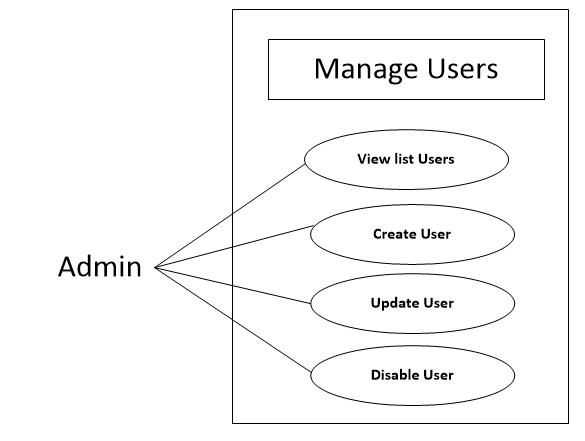 Manage Users
View list Users
Create User
Admin
Update User
Disable User